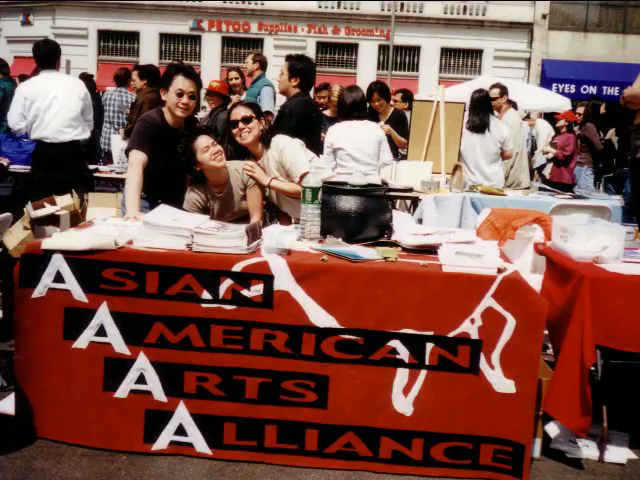 PETCO Supplies • Fish & Grooming
EYES ON THE
ASIAN
AMERICAN
ARTS
ALLIANCE